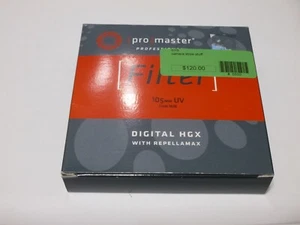 pro master
PROFESSIONAL
$120.00
[Filter]
105mm UV
DIGITAL HGX
WITH REPELLAMAX